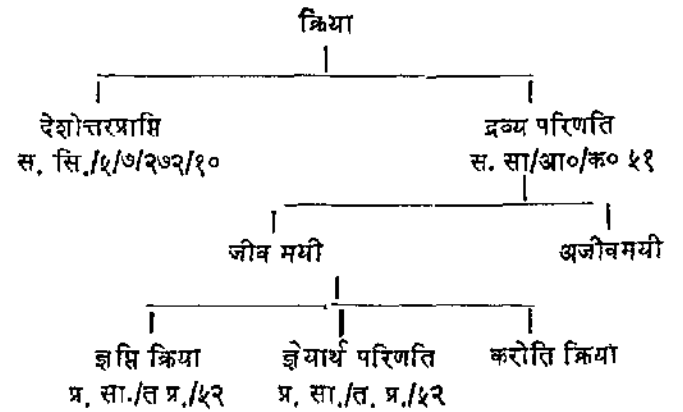 क्रिया
देशोत्तरप्राप्ति द्रव्य परिणति
स. सि./५/७/२७२/१० स. सा/आ०/क० ५१
जीव मयी अजीवमयी
ज्ञप्ति क्रिया ज्ञेयार्थ परिणति करोति क्रिया
प्र. सा./त प्र./५२ प्र. सा./त. प्र./५२